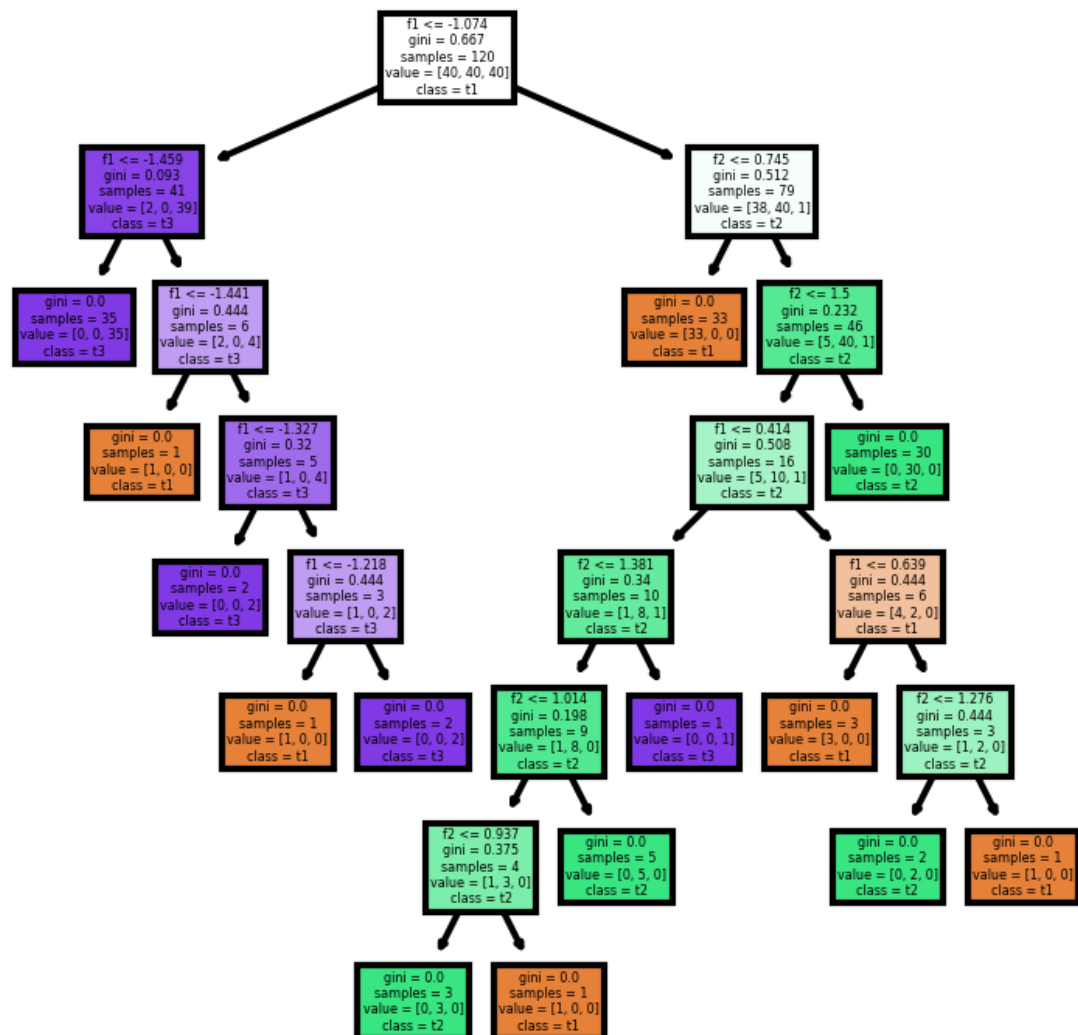 f1 <= -1.074
gini = 0.667
samples = 120
value = [40, 40, 40]
class = t1
f1 <= -1.459
gini = 0.093
samples = 41
value = [2, 0, 39]
class = t3
f2 <= 0.745
gini = 0.512
samples = 79
value = [38, 40, 1]
class = t2
gini = 0.0
samples = 35
value = [0, 0, 35]
class = t3
f1 <= -1.441
gini = 0.444
samples = 6
value = [2, 0, 4]
class = t3
gini = 0.0
samples = 33
value = [33, 0, 0]
class = t1
f2 <= 1.5
gini = 0.232
samples = 46
value = [5, 40, 1]
class = t2
gini = 0.0
samples = 1
value = [1, 0, 0]
class = t1
f1 <= -1.327
gini = 0.32
samples = 5
value = [1, 0, 4]
class = t3
f1 <= 0.414
gini = 0.508
samples = 16
value = [5, 10, 1]
class = t2
gini = 0.0
samples = 30
value = [0, 30, 0]
class = t2
gini = 0.0
samples = 2
value = [0, 0, 2]
class = t3
f1 <= -1.218
gini = 0.444
samples = 3
value = [1, 0, 2]
class = t3
f2 <= 1.381
gini = 0.34
samples = 10
value = [1, 8, 1]
class = t2
f1 <= 0.639
gini = 0.444
samples = 6
value = [4, 2, 0]
class = t1
gini = 0.0
samples = 1
value = [1, 0, 0]
class = t1
gini = 0.0
samples = 2
value = [0, 0, 2]
class = t3
f2 <= 1.014
gini = 0.198
samples = 9
value = [1, 8, 0]
class = t2
gini = 0.0
samples = 1
value = [0, 0, 1]
class = t3
gini = 0.0
samples = 3
value = [3, 0, 0]
class = t1
f2 <= 1.276
gini = 0.444
samples = 3
value = [1, 2, 0]
class = t2
f2 <= 0.937
gini = 0.375
samples = 4
value = [1, 3, 0]
class = t2
gini = 0.0
samples = 5
value = [0, 5, 0]
class = t2
gini = 0.0
samples = 2
value = [0, 2, 0]
class = t2
gini = 0.0
samples = 1
value = [1, 0, 0]
class = t1
gini = 0.0
samples = 3
value = [0, 3, 0]
class = t2
gini = 0.0
samples = 1
value = [1, 0, 0]
class = t1